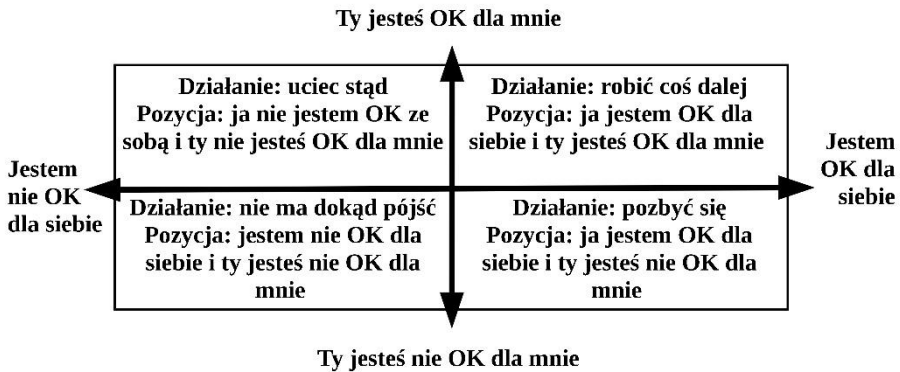 Ty jesteś OK dla mnie
Działanie: uciec stąd
Pozycja: ja nie jestem OK ze
sobą i ty nie jesteś OK dla mnie
Działanie: robić coś dalej
Pozycja: ja jestem OK dla
siebie i ty jesteś OK dla mnie
Jestem
nie OK
dla siebie
Jestem
OK dla
siebie
Działanie: nie ma dokąd pójść
Pozycja: jestem nie OK dla
siebie i ty jesteś nie OK dla
mnie
Działanie: pozbyć się
Pozycja: ja jestem OK dla
siebie i ty jesteś nie OK dla
mnie
Ty jesteś nie OK dla mnie